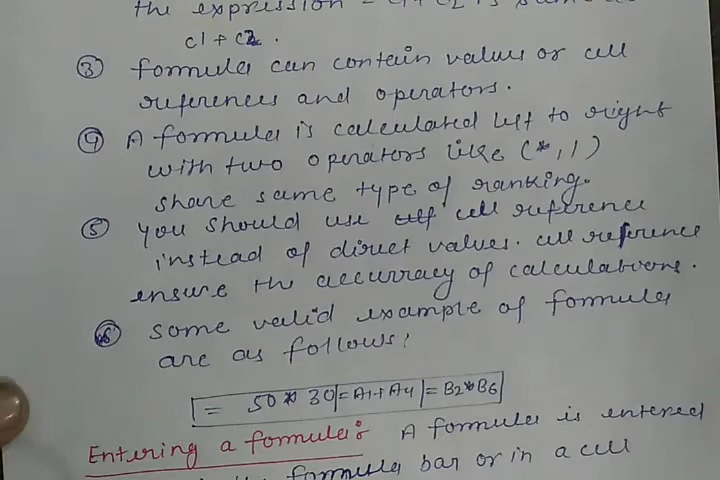 the expression =
c1 + c2.
③ formula can contain values or cell
references and operators.
④ A formula is calculated left to right
with two operators like (*, /)
share same type of ranking.
⑤ you should use cell reference
instead of direct values. cell reference
ensure the accurracy of calculations.
⑥ some valid example of formula
are as follows:
= 50 * 30 | = A1+A4 | = B2*B6
Entering a formula: A formula is entered
formula bar or in a cell